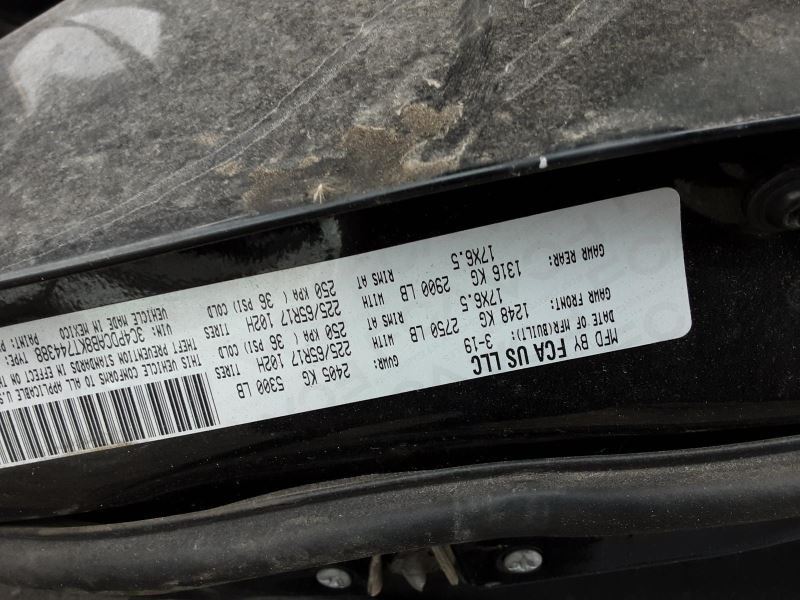 MFD BY FCA US LLC
DATE OF MFR(BUILT): 3-19 GVWR: 2405 KG 5300 LB
GAWR FRONT: 1248 KG 2750 LB WITH 225/65R17 102H TIRES
17X6.5 RIMS AT 250 KPA ( 36 PSI) COLD
GAWR REAR: 1316 KG 2900 LB WITH 225/65R17 102H TIRES
17X6.5 RIMS AT 250 KPA ( 36 PSI) COLD
THIS VEHICLE CONFORMS TO ALL APPLICABLE U.S.
THEFT PREVENTION STANDARDS IN EFFECT ON
VIN: 3C4PDCAB8KT744388 TYPE:
VEHICLE MADE IN MEXICO PAINT: